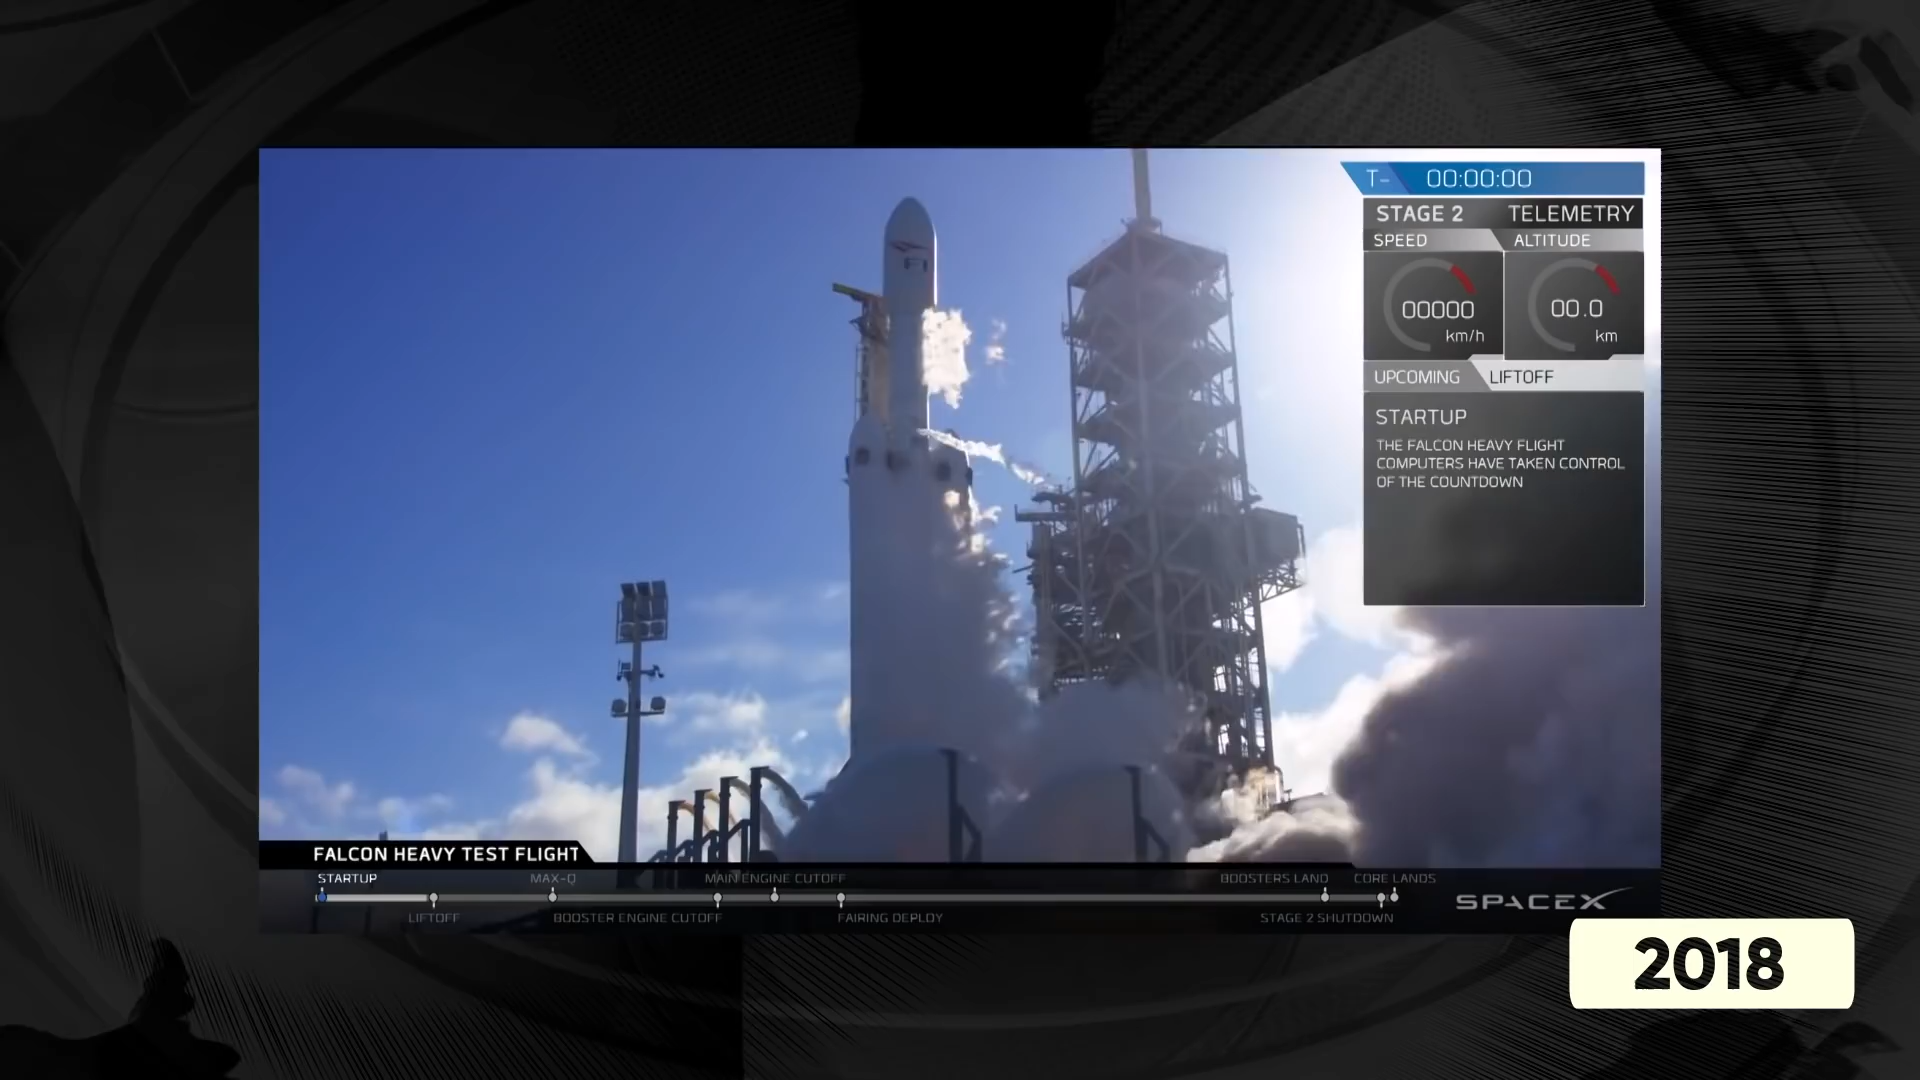 T- 00:00:00
STAGE 2 TELEMETRY
SPEED ALTITUDE
00000 00.0
km/h km
UPCOMING LIFTOFF
STARTUP
THE FALCON HEAVY FLIGHT
COMPUTERS HAVE TAKEN CONTROL
OF THE COUNTDOWN
FALCON HEAVY TEST FLIGHT
STARTUP MAX-Q MAIN ENGINE CUTOFF BOOSTERS LAND CORE LANDS
LIFTOFF BOOSTER ENGINE CUTOFF FAIRING DEPLOY STAGE 2 SHUTDOWN
SPACEX
2018